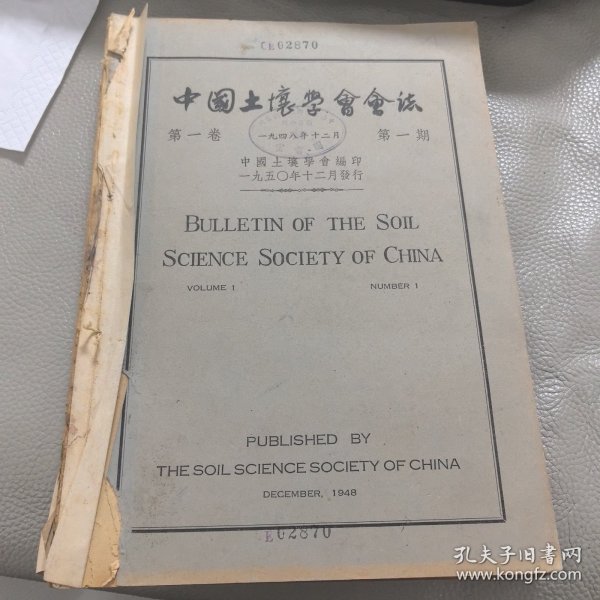 E02870
中國土壤學會會誌
第一卷 一九四八年十二月 第一期
中國土壤學會編印
一九五〇年十二月發行
BULLETIN OF THE SOIL
SCIENCE SOCIETY OF CHINA
VOLUME 1 NUMBER 1
PUBLISHED BY
THE SOIL SCIENCE SOCIETY OF CHINA
DECEMBER, 1948
E02870
孔夫子旧书网
www.kongfz.com